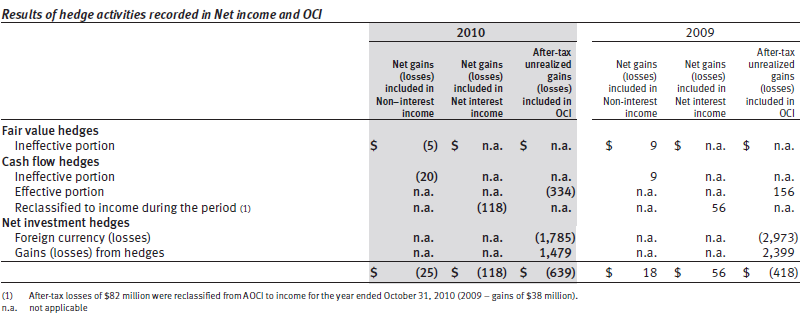 Results of hedge activities recorded in Net income and OCI
2010 2009
After-tax After-tax
Net gains Net gains unrealized Net gains Net gains unrealized
(losses) (losses) gains (losses) (losses) gains
included in included in (losses) included in included in (losses)
Non–interest Net interest included in Non-interest Net interest included in
income income OCI income income OCI
Fair value hedges
Ineffective portion $ (5) $ n.a. $ n.a. $ 9 $ n.a. $ n.a.
Cash flow hedges
Ineffective portion (20) n.a. n.a. 9 n.a. n.a.
Effective portion n.a. n.a. (334) n.a. n.a. 156
Reclassified to income during the period (1) n.a. (118) n.a. n.a. 56 n.a.
Net investment hedges
Foreign currency (losses) n.a. n.a. (1,785) n.a. n.a. (2,973)
Gains (losses) from hedges n.a. n.a. 1,479 n.a. n.a. 2,399
$ (25) $ (118) $ (639) $ 18 $ 56 $ (418)
(1) After-tax losses of $82 million were reclassified from AOCI to income for the year ended October 31, 2010 (2009 – gains of $38 million).
n.a. not applicable